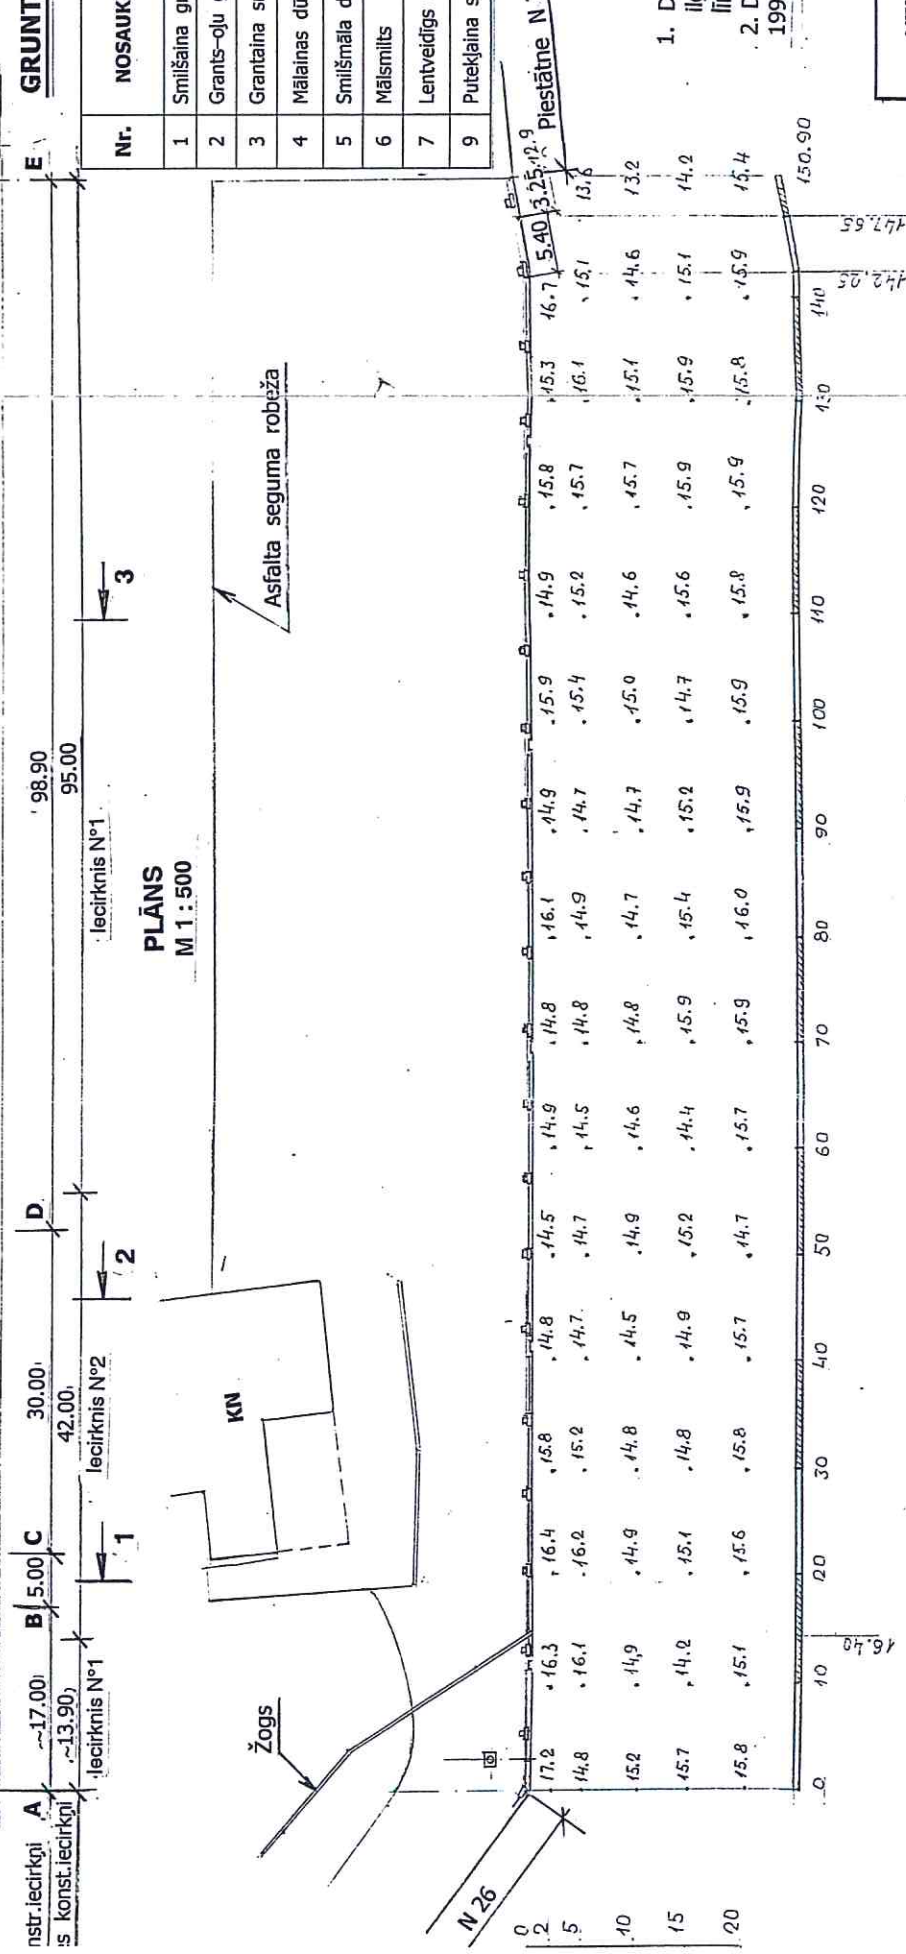 GRUNT
nstr.iecirkņi A ~17.00 B 5.00 C 30.00 D 98.90 E
s konst.iecirkņi ~13.90 42.00 95.00
Iecirknis N°1 Iecirknis N°2 Iecirknis N°1
1 2 3
Nr. NOSAUK
1 Smilšaina gr
2 Grants-oļu
3 Grantaina s
4 Mālainas dū
5 Smilšmāla d
6 Mālsmilts
7 Lentveidīgs
9 Putekļaina s
PLĀNS
M 1 : 500
KN
Asfalta seguma robeža
Žogs
N 26
5.40 3.25 12.9 Piestātne N
0
2 17.2 16.3 16.4 15.8 14.8 14.5 14.9 14.8 16.1 14.9 15.9 14.9 15.8 15.3 16.7
5 14.8 16.1 16.2 15.2 14.7 14.7 14.5 14.8 14.9 14.7 15.4 15.2 15.7 16.1 15.1 13.6
10 15.2 14,9 14.9 14.8 14.5 14.9 14.6 14.8 14.7 14.7 15.0 14.6 15.7 15.1 14.6 13.2
15 15.7 14.2 15.1 14.8 14.9 15.2 14.4 15.9 15.4 15.2 14.7 15.6 15.9 15.9 15.1 14.2
20 15.8 15.1 15.6 15.8 15.7 14.7 15.7 15.9 16.0 15.9 15.9 15.8 15.9 15.8 15.9 15.4
0 10 20 30 40 50 60 70 80 90 100 110 120 130 140 150.90
16.40 142.25 147.65
1. D
2. D
199